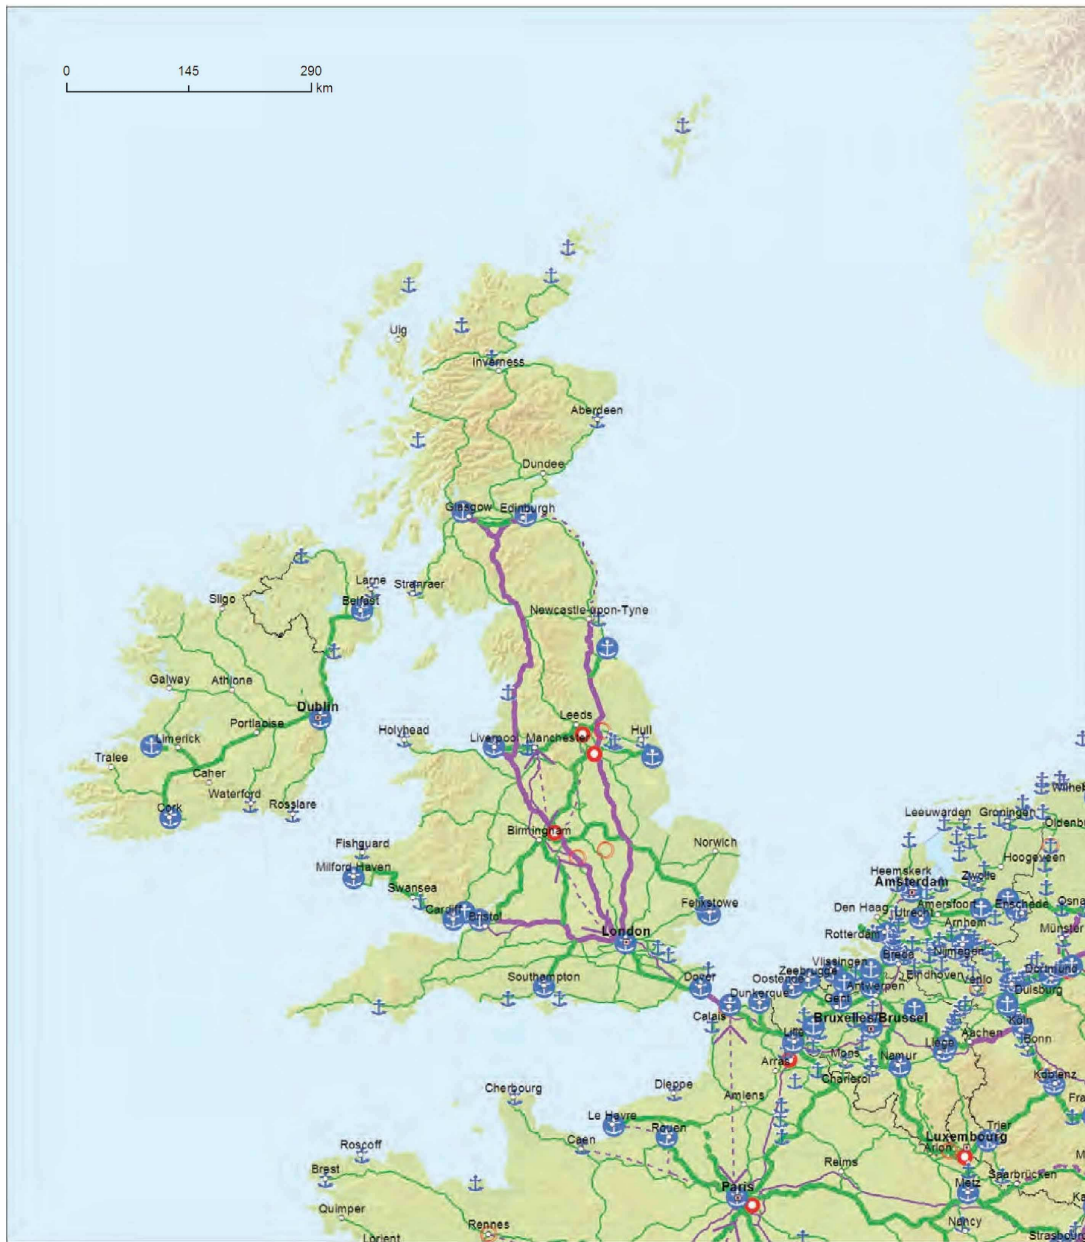 0 145 290
km
Uig
Inverness
Aberdeen
Dundee
Glasgow Edinburgh
Larne Stranraer
Sligo Belfast
Newcastle-upon-Tyne
Galway Athlone
Dublin
Leeds
Portlaoise Holyhead Liverpool Manchester Hull
Limerick
Tralee
Caher
Waterford Rosslare
Cork
Leeuwarden Groningen
Oldenbu
Birmingham Norwich
Fishguard
Hoogeveen
Milford Haven
Heemskerk Zwolle
Swansea
Amsterdam
Cardiff Bristol Felixstowe
Den Haag Amersfoort Enschede Osna
Utrecht Arnhem
London
Rotterdam Münster
Breda Nijmegen
Vlissingen
Zeebrugge Dortmund
Southampton Dover Oostende Eindhoven Venlo
Dunkerque Antwerpen Duisburg
Gent
Calais Bruxelles/Brussel
Köln
Lille Aachen
Liège Bonn
Arras Mons Namur
Charleroi Koblenz
Cherbourg Dieppe
Amiens Fra
Le Havre
Rouen Trier
Caen Luxembourg
Arlon
Roscoff
Reims Saarbrücken
Brest
Paris Metz
Quimper
Rennes Nancy
Lorient Strasbourg